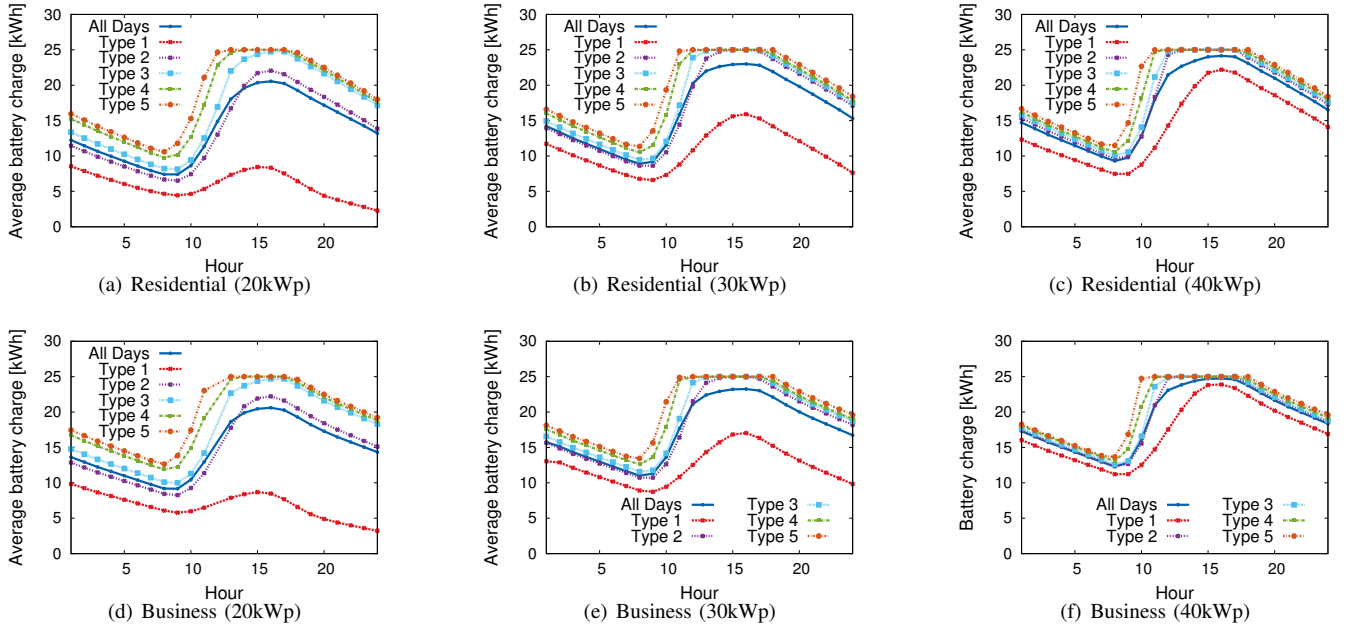 Average battery charge [kWh]
30
25
20
15
10
5
0
All Days
Type 1
Type 2
Type 3
Type 4
Type 5
5
10
15
20
Hour
(a) Residential (20kWp)
Average battery charge [kWh]
30
25
20
15
10
5
0
All Days
Type 1
Type 2
Type 3
Type 4
Type 5
5
10
15
20
Hour
(b) Residential (30kWp)
Average battery charge [kWh]
30
25
20
15
10
5
0
All Days
Type 1
Type 2
Type 3
Type 4
Type 5
5
10
15
20
Hour
(c) Residential (40kWp)
Average battery charge [kWh]
30
25
20
15
10
5
0
All Days
Type 1
Type 2
Type 3
Type 4
Type 5
5
10
15
20
Hour
(d) Business (20kWp)
Average battery charge [kWh]
30
25
20
15
10
5
0
All Days
Type 1
Type 2
Type 3
Type 4
Type 5
5
10
15
20
Hour
(e) Business (30kWp)
Battery charge [kWh]
30
25
20
15
10
5
0
All Days
Type 1
Type 2
Type 3
Type 4
Type 5
5
10
15
20
Hour
(f) Business (40kWp)